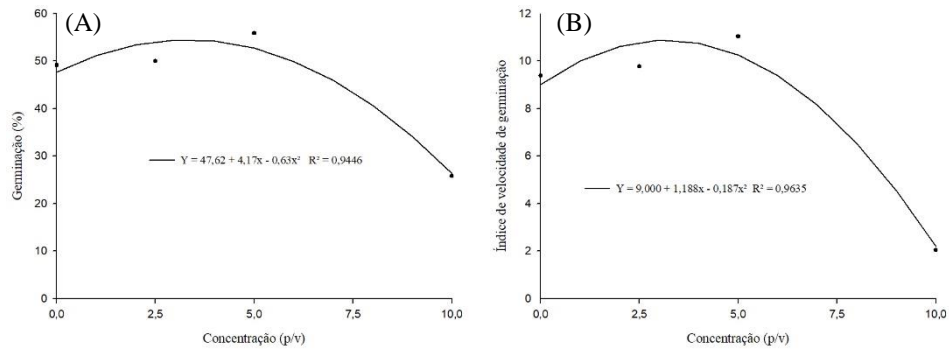 (A)
60
50
40
30
20
10
0
Germinação (%)
Y = 47,62 + 4,17x - 0,63x² R² = 0,9446
0,0 2,5 5,0 7,5 10,0
Concentração (p/v)
(B)
12
10
8
6
4
2
0
Índice de velocidade de germinação
Y = 9,000 + 1,188x - 0,187x² R² = 0,9635
0,0 2,5 5,0 7,5 10,0
Concentração (p/v)